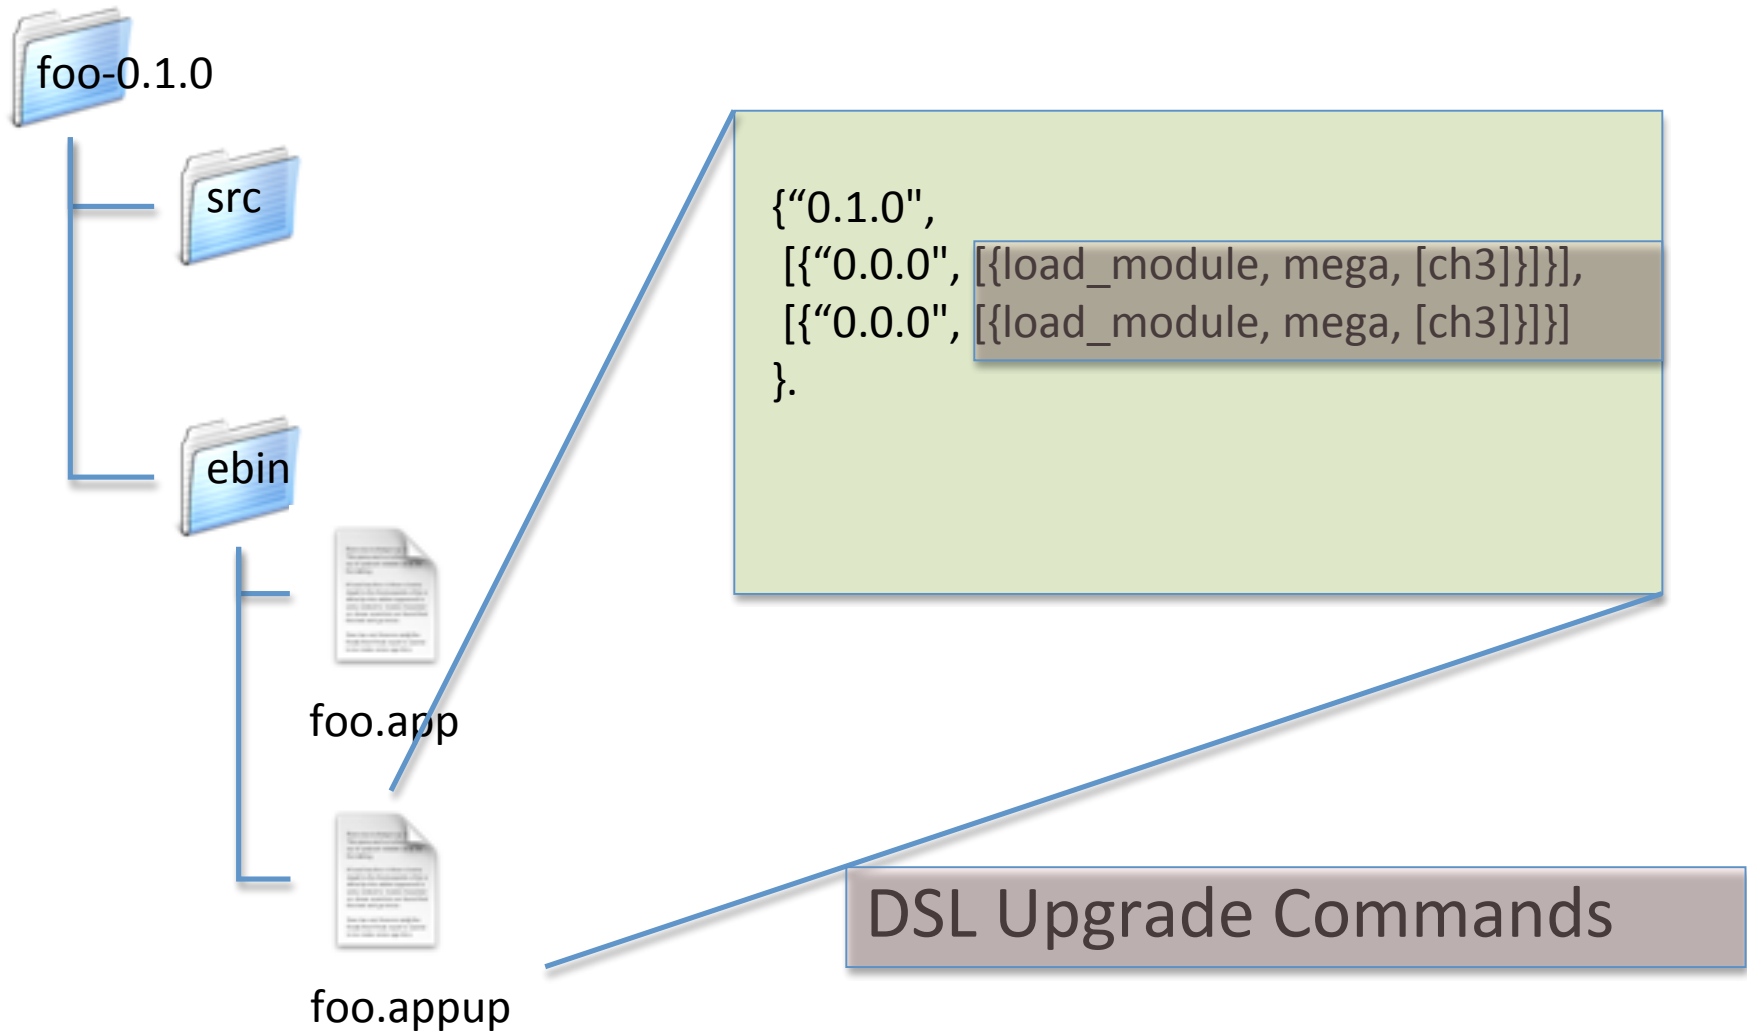 foo-0.1.0
src
ebin
foo.app
foo.appup
{“0.1.0",
[{“0.0.0", [{load_module, mega, [ch3]}]}],
[{“0.0.0", [{load_module, mega, [ch3]}]}]
}.
DSL Upgrade Commands